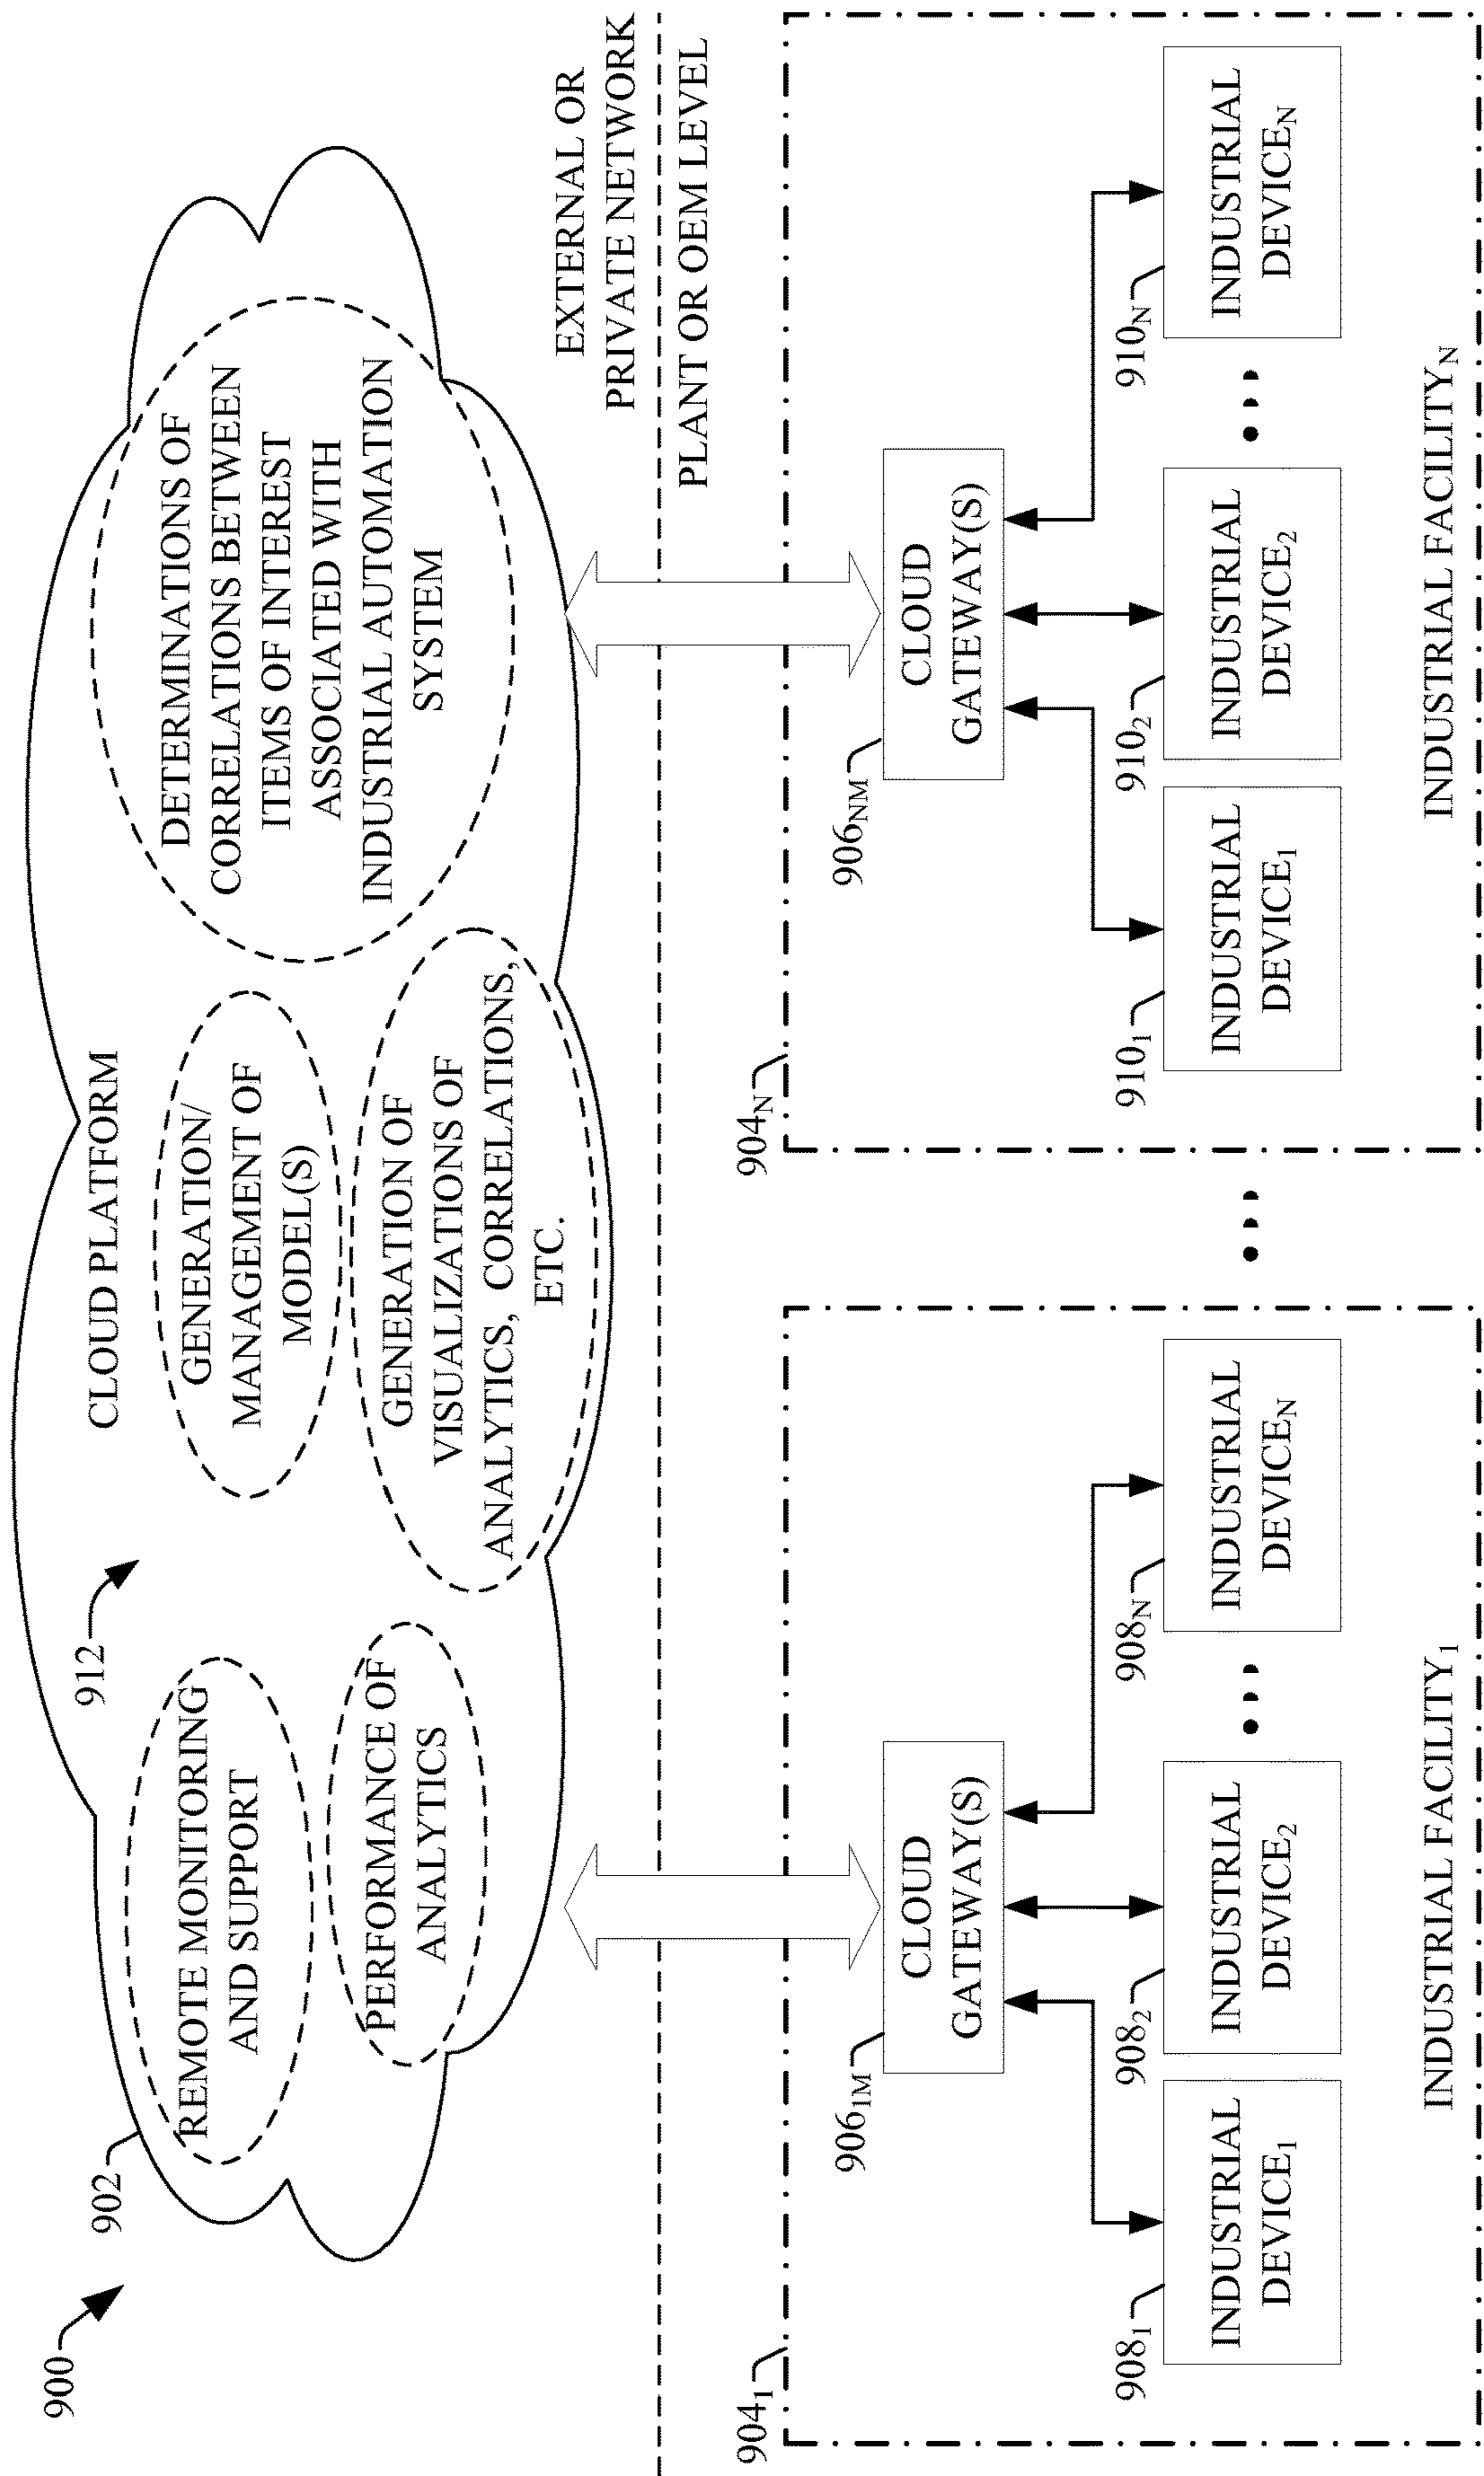 900
902
912
CLOUD PLATFORM
REMOTE MONITORING
AND SUPPORT
PERFORMANCE OF
ANALYTICS
GENERATION/
MANAGEMENT OF
MODEL(S)
GENERATION OF
VISUALIZATIONS OF
ANALYTICS, CORRELATIONS,
ETC.
DETERMINATIONS OF
CORRELATIONS BETWEEN
ITEMS OF INTEREST
ASSOCIATED WITH
INDUSTRIAL AUTOMATION
SYSTEM
EXTERNAL OR
PRIVATE NETWORK
PLANT OR OEM LEVEL
904₁
906₁M
CLOUD
GATEWAY(S)
908₁
INDUSTRIAL
DEVICE₁
908₂
INDUSTRIAL
DEVICE₂
908N
INDUSTRIAL
DEVICEN
INDUSTRIAL FACILITY₁
904N
906NM
CLOUD
GATEWAY(S)
910₁
INDUSTRIAL
DEVICE₁
910₂
INDUSTRIAL
DEVICE₂
910N
INDUSTRIAL
DEVICEN
INDUSTRIAL FACILITYN